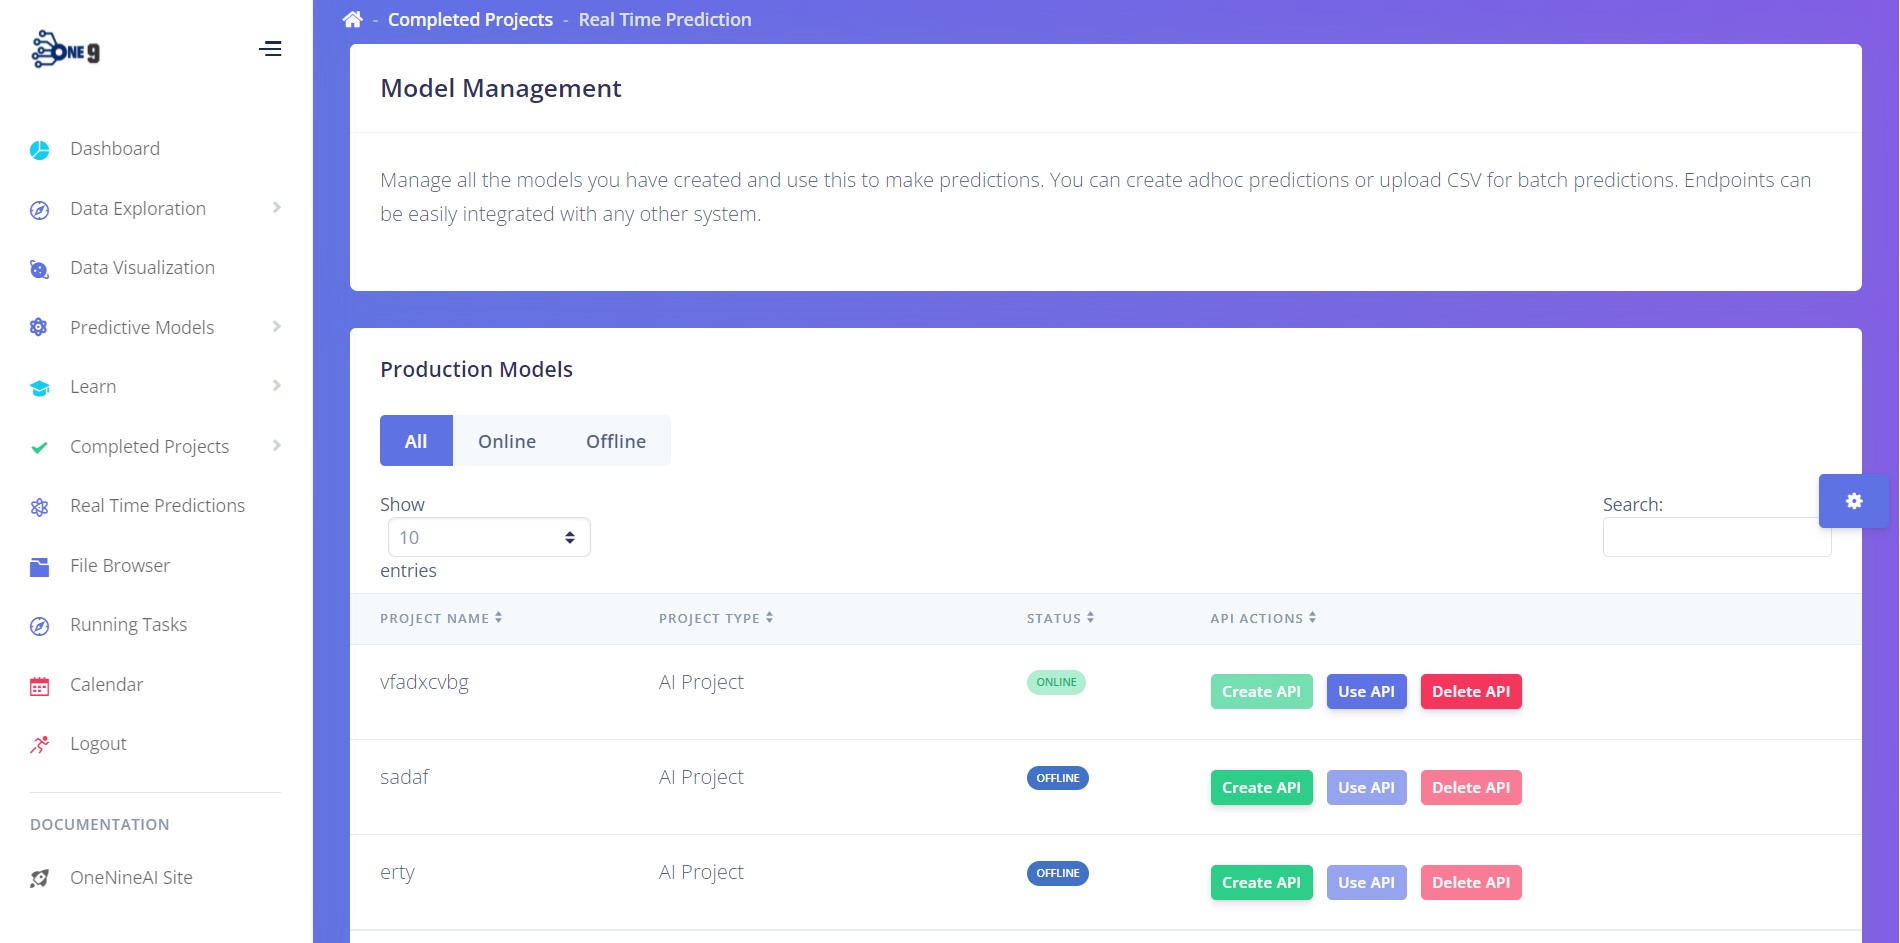 ONE 9
Dashboard
Data Exploration
Data Visualization
Predictive Models
Learn
Completed Projects
Real Time Predictions
File Browser
Running Tasks
Calendar
Logout
DOCUMENTATION
OneNineAI Site
- Completed Projects - Real Time Prediction
Model Management
Manage all the models you have created and use this to make predictions. You can create adhoc predictions or upload CSV for batch predictions. Endpoints can
be easily integrated with any other system.
Production Models
All Online Offline
Show
10
entries
Search:
PROJECT NAME PROJECT TYPE STATUS API ACTIONS
vfadxcvbg AI Project ONLINE Create API Use API Delete API
sadaf AI Project OFFLINE Create API Use API Delete API
erty AI Project OFFLINE Create API Use API Delete API